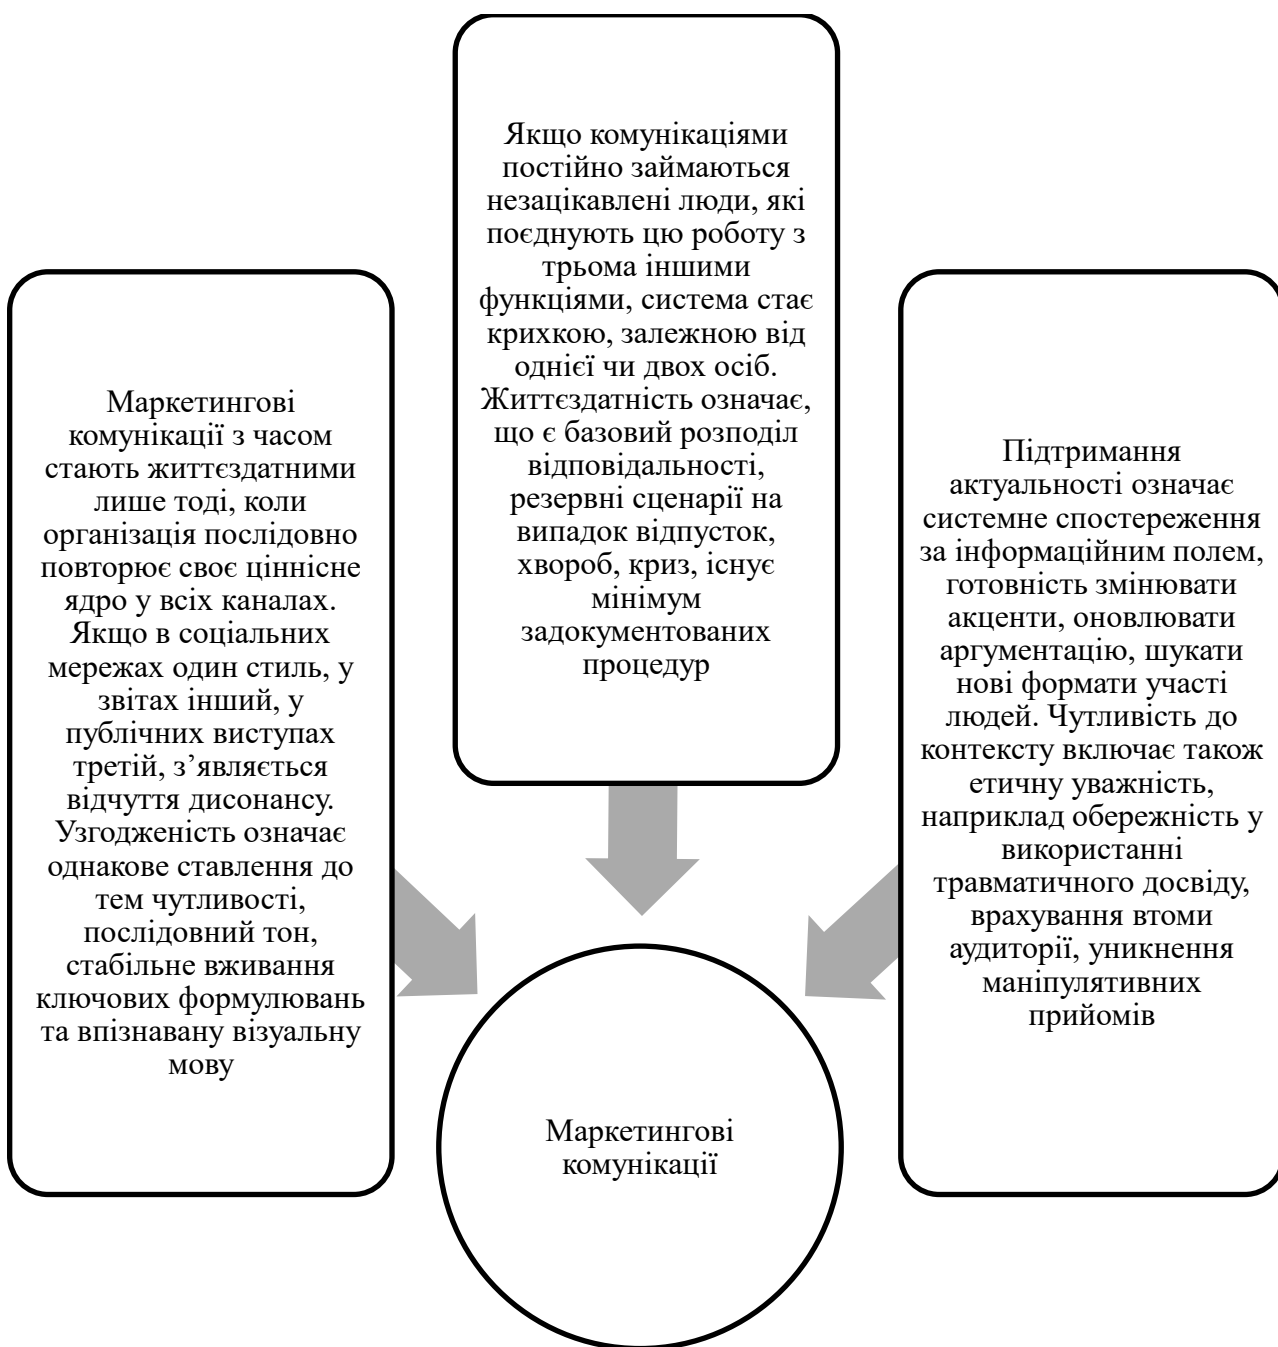 Маркетингові
комунікації з часом
стають життєздатними
лише тоді, коли
організація послідовно
повторює своє ціннісне
ядро у всіх каналах.
Якщо в соціальних
мережах один стиль, у
звітах інший, у
публічних виступах
третій, з’являється
відчуття дисонансу.
Узгодженість означає
однакове ставлення до
тем чутливості,
послідовний тон,
стабільне вживання
ключових формулювань
та впізнавану візуальну
мову
Якщо комунікаціями
постійно займаються
незацікавлені люди, які
поєднують цю роботу з
трьома іншими
функціями, система стає
крихкою, залежною від
однієї чи двох осіб.
Життєздатність означає,
що є базовий розподіл
відповідальності,
резервні сценарії на
випадок відпусток,
хвороб, криз, існує
мінімум
задокументованих
процедур
Підтримання
актуальності означає
системне спостереження
за інформаційним полем,
готовність змінювати
акценти, оновлювати
аргументацію, шукати
нові формати участі
людей. Чутливість до
контексту включає також
етичну уважність,
наприклад обережність у
використанні
травматичного досвіду,
врахування втоми
аудиторії, уникнення
маніпулятивних
прийомів
Маркетингові
комунікації